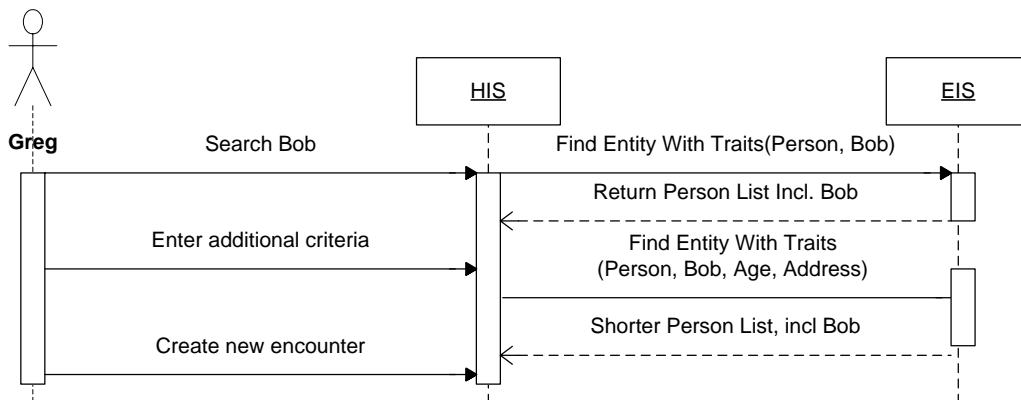 HIS
EIS
Greg
Search Bob
Find Entity With Traits(Person, Bob)
Return Person List Incl. Bob
Enter additional criteria
Find Entity With Traits
(Person, Bob, Age, Address)
Shorter Person List, incl Bob
Create new encounter